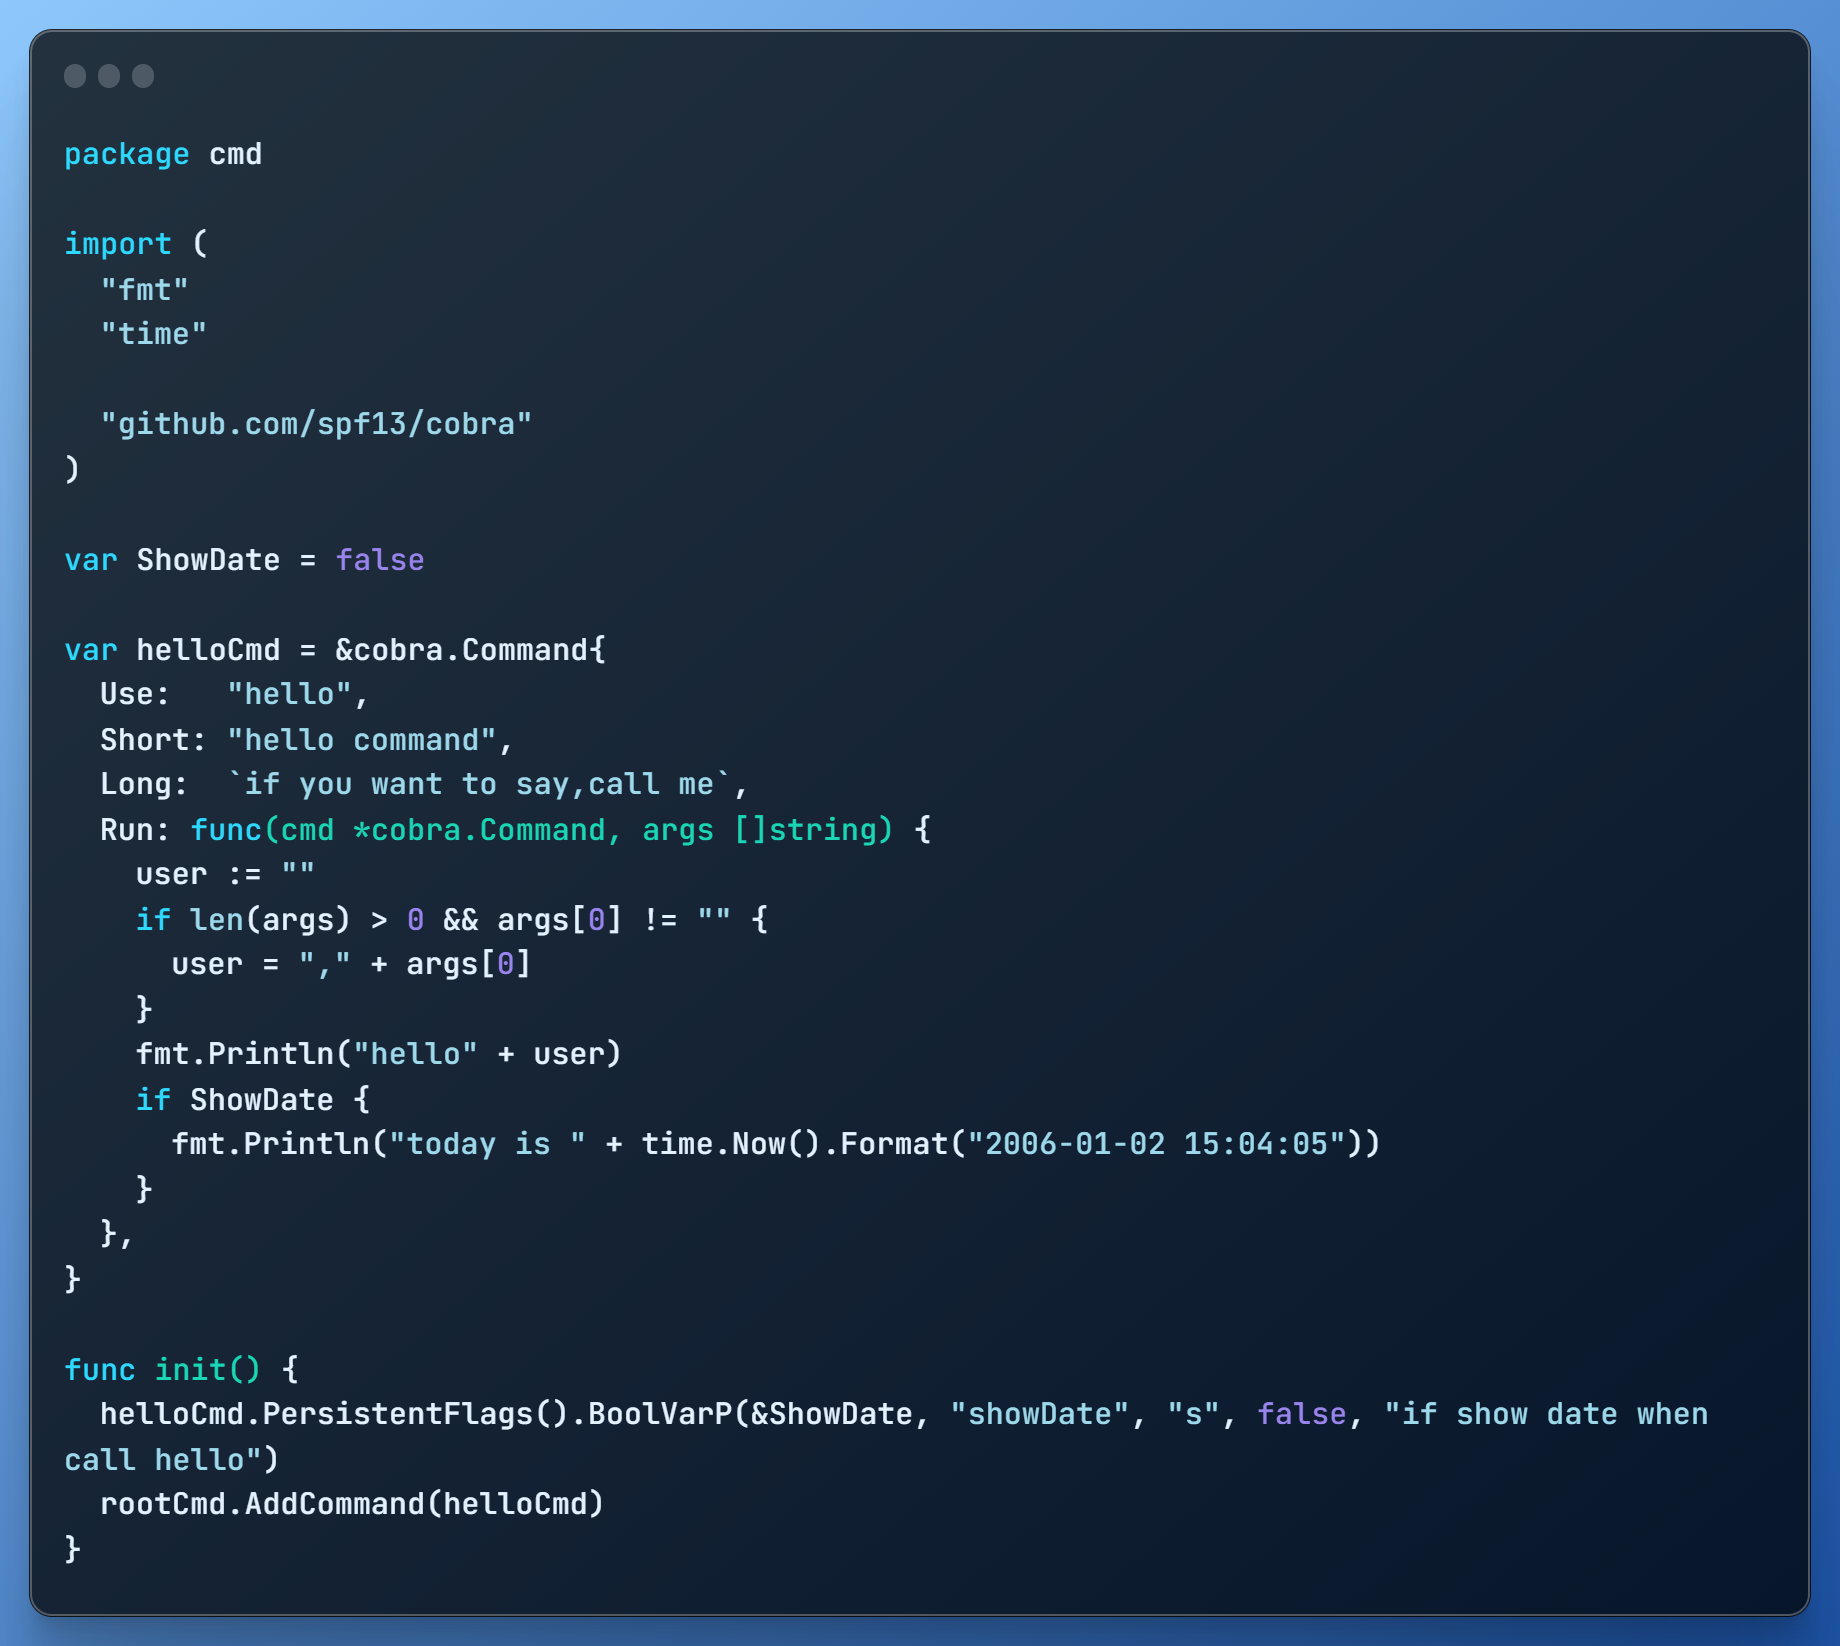 package cmd

import (
  "fmt"
  "time"

  "github.com/spf13/cobra"
)

var ShowDate = false

var helloCmd = &cobra.Command{
  Use:   "hello",
  Short: "hello command",
  Long:  `if you want to say,call me`,
  Run: func(cmd *cobra.Command, args []string) {
    user := ""
    if len(args) > 0 && args[0] != "" {
      user = "," + args[0]
    }
    fmt.Println("hello" + user)
    if ShowDate {
      fmt.Println("today is " + time.Now().Format("2006-01-02 15:04:05"))
    }
  },
}

func init() {
  helloCmd.PersistentFlags().BoolVarP(&ShowDate, "showDate", "s", false, "if show date when
call hello")
  rootCmd.AddCommand(helloCmd)
}